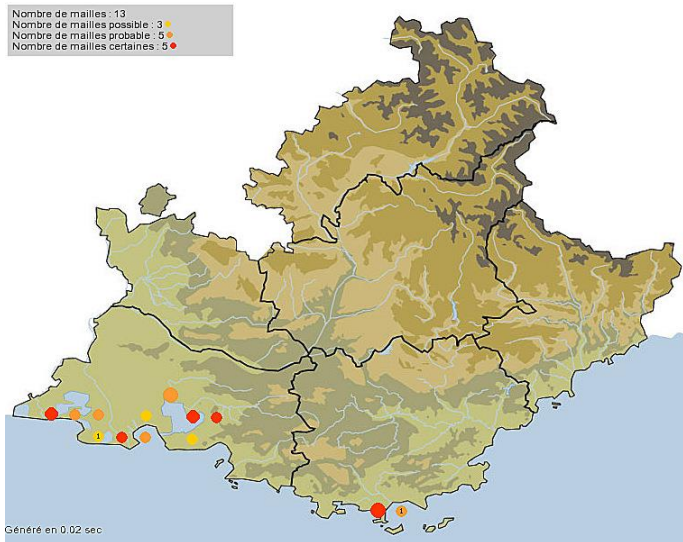 Nombre de mailles : 13
Nombre de mailles possible : 3
Nombre de mailles probable : 5
Nombre de mailles certaines : 5
1
1
Généré en 0.02 sec